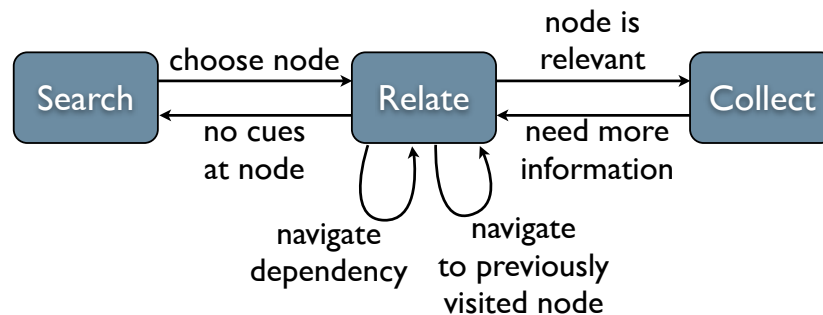 Search
choose node
no cues
at node
Relate
node is
relevant
need more
information
Collect
navigate
dependency
navigate
to previously
visited node